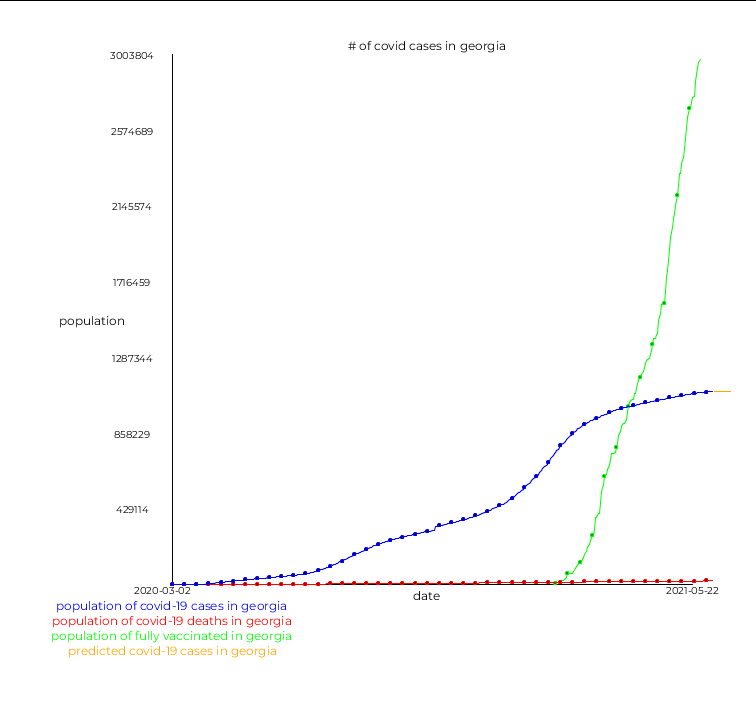 # of covid cases in georgia
3003804
2574689
2145574
1716459
population
1287344
858229
429114
2020-03-02
2021-05-22
date
population of covid-19 cases in georgia
population of covid-19 deaths in georgia
population of fully vaccinated in georgia
predicted covid-19 cases in georgia